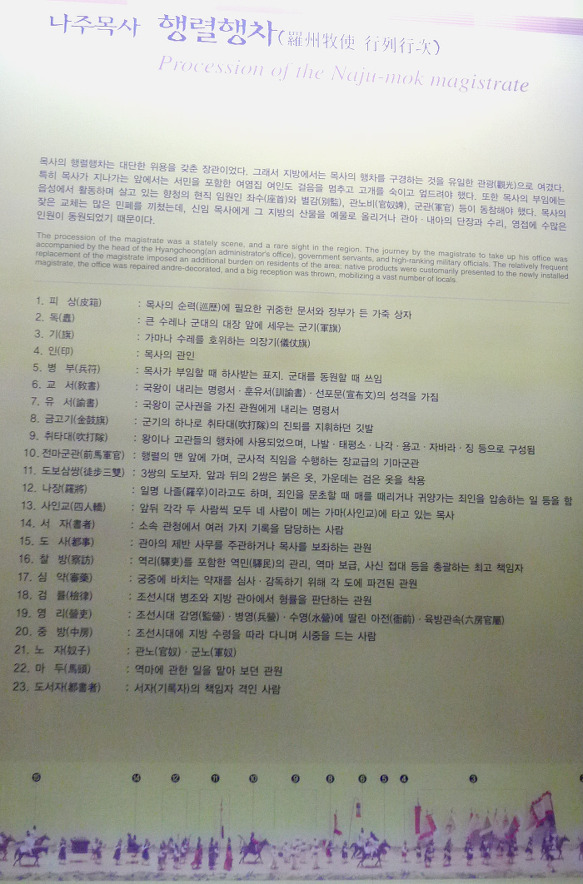 나주목사 행렬행차(羅州牧使 行列行次)
Procession of the Naju-mok magistrate
목사의 행렬행차는 대단한 위용을 갖춘 장관이었다. 그래서 지방에서는 목사의 행차를 구경하는 것을 유일한 관광(觀光)으로 여겼다.
특히 목사가 지나가는 앞에서는 서민을 포함한 여염집 여인도 걸음을 멈추고 고개를 숙이고 엎드려야 했다. 또한 목사의 부임에는
읍성에서 활동하며 살고 있는 향청의 현직 임원인 좌수(座首)와 별감(別監), 관노비(官奴婢), 군관(軍官) 등이 동참해야 했다. 목사의
잦은 교체는 많은 민폐를 끼쳤는데, 신임 목사에게 그 지방의 산물을 예물로 올리거나 관아·내아의 단장과 수리, 영접에 수많은
인원이 동원되었기 때문이다.
The procession of the magistrate was a stately scene, and a rare sight in the region. The journey by the magistrate to take up his office was
accompanied by the head of the Hyangcheong(an administrator's office), government servants, and high-ranking military officials. The relatively frequent
replacement of the magistrate imposed an additional burden on residents of the area: native products were customarily presented to the newly installed
magistrate, the office was repaired andre-decorated, and a big reception was thrown, mobilizing a vast number of locals.
1. 피 상(皮箱) : 목사의 순력(巡歷)에 필요한 귀중한 문서와 장부가 든 가죽 상자
2. 독(纛) : 큰 수레나 군대의 대장 앞에 세우는 군기(軍旗)
3. 기(旗) : 가마나 수레를 호위하는 의장기(儀仗旗)
4. 인(印) : 목사의 관인
5. 병 부(兵符) : 목사가 부임할 때 하사받는 표지. 군대를 동원할 때 쓰임
6. 교 서(敎書) : 국왕이 내리는 명령서·훈유서(訓諭書)·선포문(宣布文)의 성격을 가짐
7. 유 서(諭書) : 국왕이 군사권을 가진 관원에게 내리는 명령서
8. 금고기(金鼓旗) : 군기의 하나로 취타대(吹打隊)의 진퇴를 지휘하던 깃발
9. 취타대(吹打隊) : 왕이나 고관들의 행차에 사용되었으며, 나발·태평소·나각·용고·자바라·징 등으로 구성됨
10. 전마군관(前馬軍官) : 행렬의 맨 앞에 가며, 군사적 직임을 수행하는 장교급의 기마군관
11. 도보삼쌍(徒步三雙) : 3쌍의 도보자. 앞과 뒤의 2쌍은 붉은 옷, 가운데는 검은 옷을 착용
12. 나장(羅將) : 일명 나졸(羅卒)이라고도 하며, 죄인을 문초할 때 매를 때리거나 귀양가는 죄인을 압송하는 일 등을 함
13. 사인교(四人轎) : 앞뒤 각각 두 사람씩 모두 네 사람이 메는 가마(사인교)에 타고 있는 목사
14. 서 자(書者) : 소속 관청에서 여러 가지 기록을 담당하는 사람
15. 도 사(都事) : 관아의 제반 사무를 주관하거나 목사를 보좌하는 관원
16. 찰 방(察訪) : 역리(驛吏)를 포함한 역민(驛民)의 관리, 역마 보급, 사신 접대 등을 총괄하는 최고 책임자
17. 심 약(審藥) : 궁중에 바치는 약재를 심사·감독하기 위해 각 도에 파견된 관원
18. 검 률(檢律) : 조선시대 병조와 지방 관아에서 형률을 판단하는 관원
19. 영 리(營吏) : 조선시대 감영(監營)·병영(兵營)·수영(水營)에 딸린 아전(衙前)·육방관속(六房官屬)
20. 중 방(中房) : 조선시대에 지방 수령을 따라 다니며 시중을 드는 사람
21. 노 자(奴子) : 관노(官奴)·군노(軍奴)
22. 마 두(馬頭) : 역마에 관한 일을 맡아 보던 관원
23. 도서자(都書者) : 서자(기록자)의 책임자 격인 사람
⑮ ⑭ ⑫ ⑪ ⑩ ⑨ ⑧ ⑥ ⑤ ④ ③